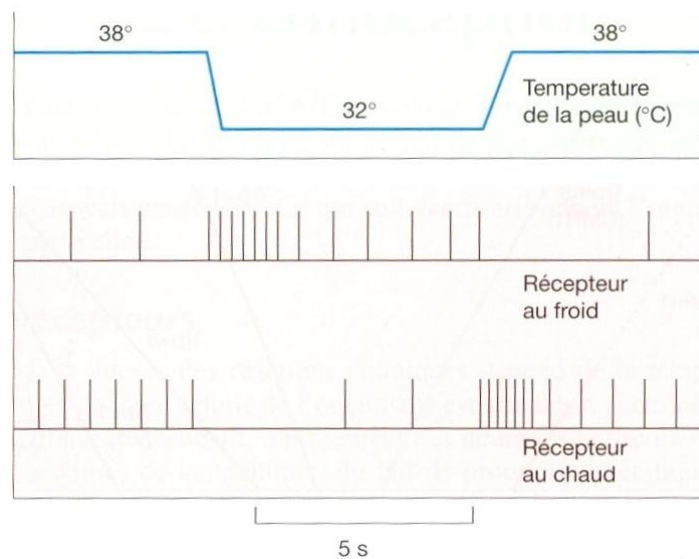 38°
38°
32°
Temperature
de la peau (°C)
Récepteur
au froid
Récepteur
au chaud
5 s